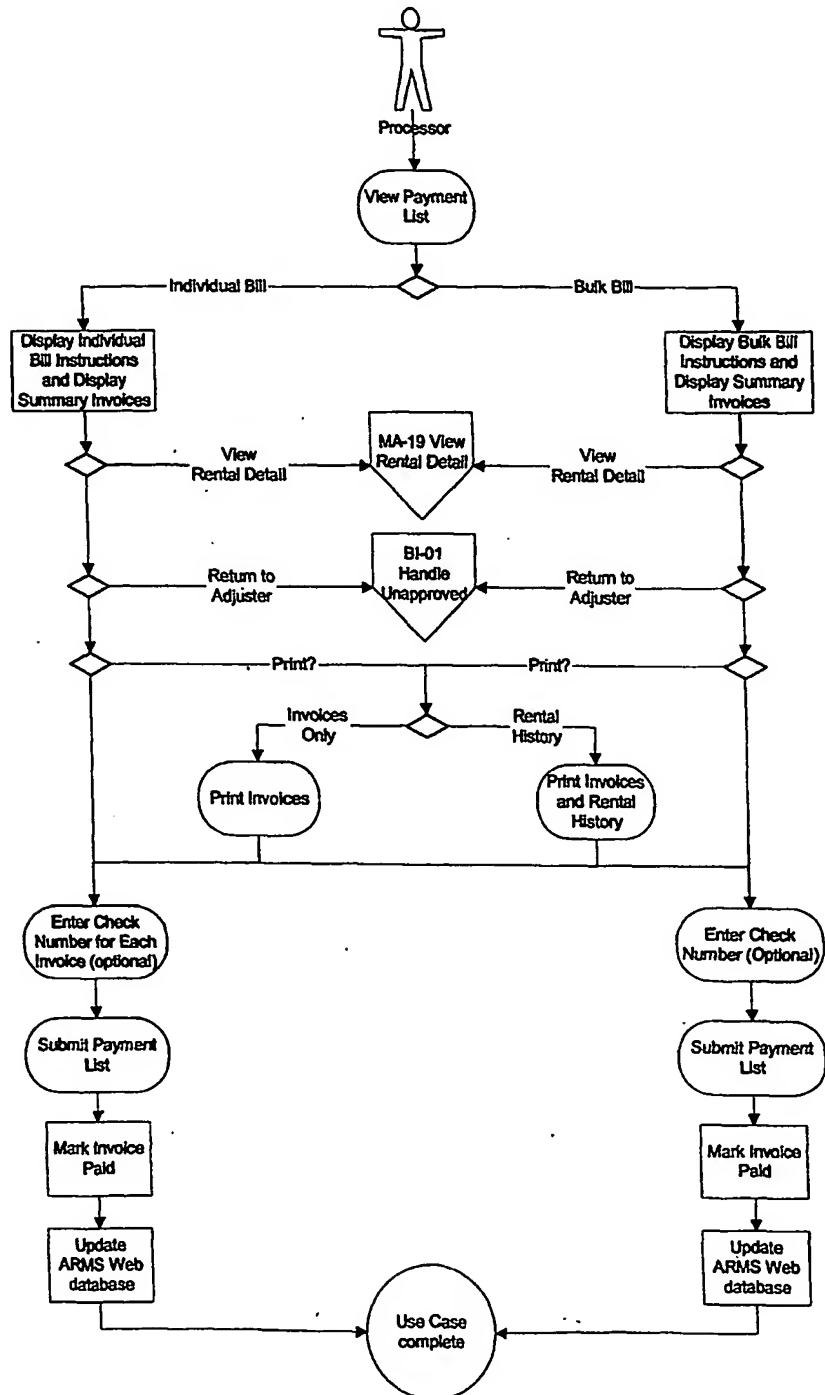 Processor
View Payment
List
Individual Bill
Bulk Bill
Display Individual
Bill Instructions
and Display
Summary Invoices
Display Bulk Bill
Instructions and
Display Summary
Invoices
View
Rental Detail
MA-19 View
Rental Detail
View
Rental Detail
Return to
Adjuster
BI-01
Handle
Unapproved
Return to
Adjuster
Print?
Print?
Invoices
Only
Rental
History
Print Invoices
Print Invoices
and Rental
History
Enter Check
Number for Each
Invoice (optional)
Enter Check
Number (Optional)
Submit Payment
List
Submit Payment
List
Mark Invoice
Paid
Mark Invoice
Paid
Update
ARMS Web
database
Update
ARMS Web
database
Use Case
complete